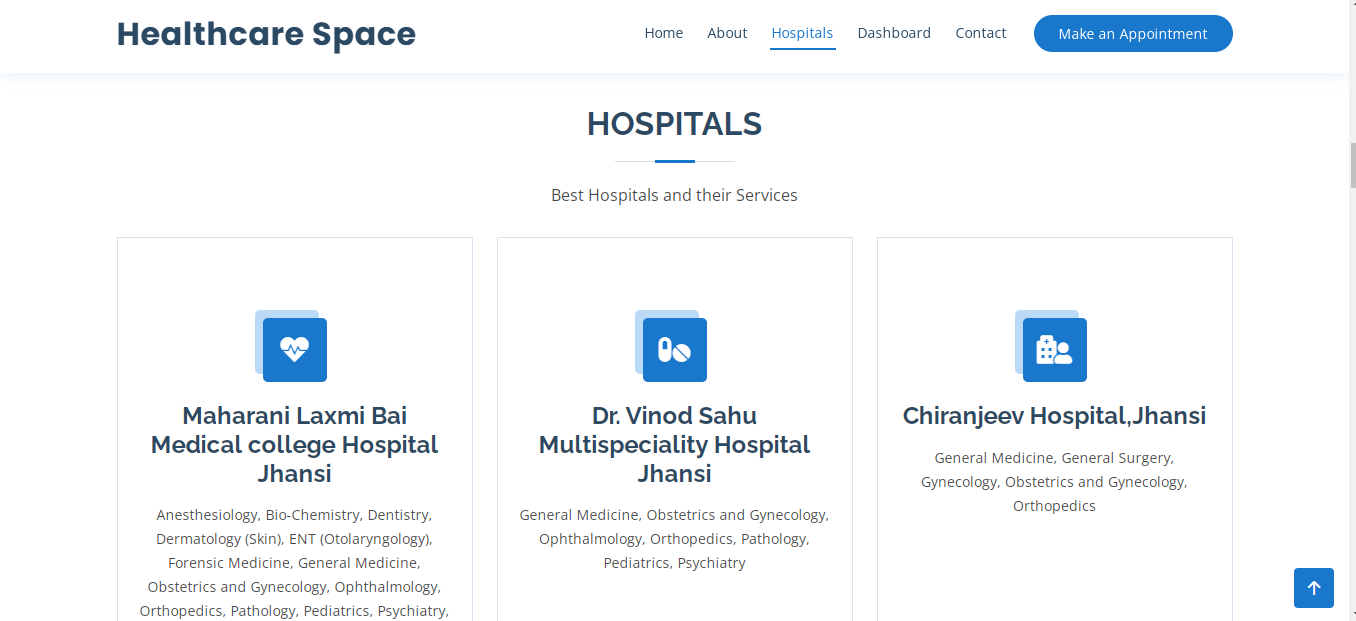 Healthcare Space
Home About Hospitals Dashboard Contact Make an Appointment
HOSPITALS
Best Hospitals and their Services
Maharani Laxmi Bai
Medical college Hospital
Jhansi
Anesthesiology, Bio-Chemistry, Dentistry,
Dermatology (Skin), ENT (Otolaryngology),
Forensic Medicine, General Medicine,
Obstetrics and Gynecology, Ophthalmology,
Orthopedics, Pathology, Pediatrics, Psychiatry,
Dr. Vinod Sahu
Multispeciality Hospital
Jhansi
General Medicine, Obstetrics and Gynecology,
Ophthalmology, Orthopedics, Pathology,
Pediatrics, Psychiatry
Chiranjeev Hospital,Jhansi
General Medicine, General Surgery,
Gynecology, Obstetrics and Gynecology,
Orthopedics